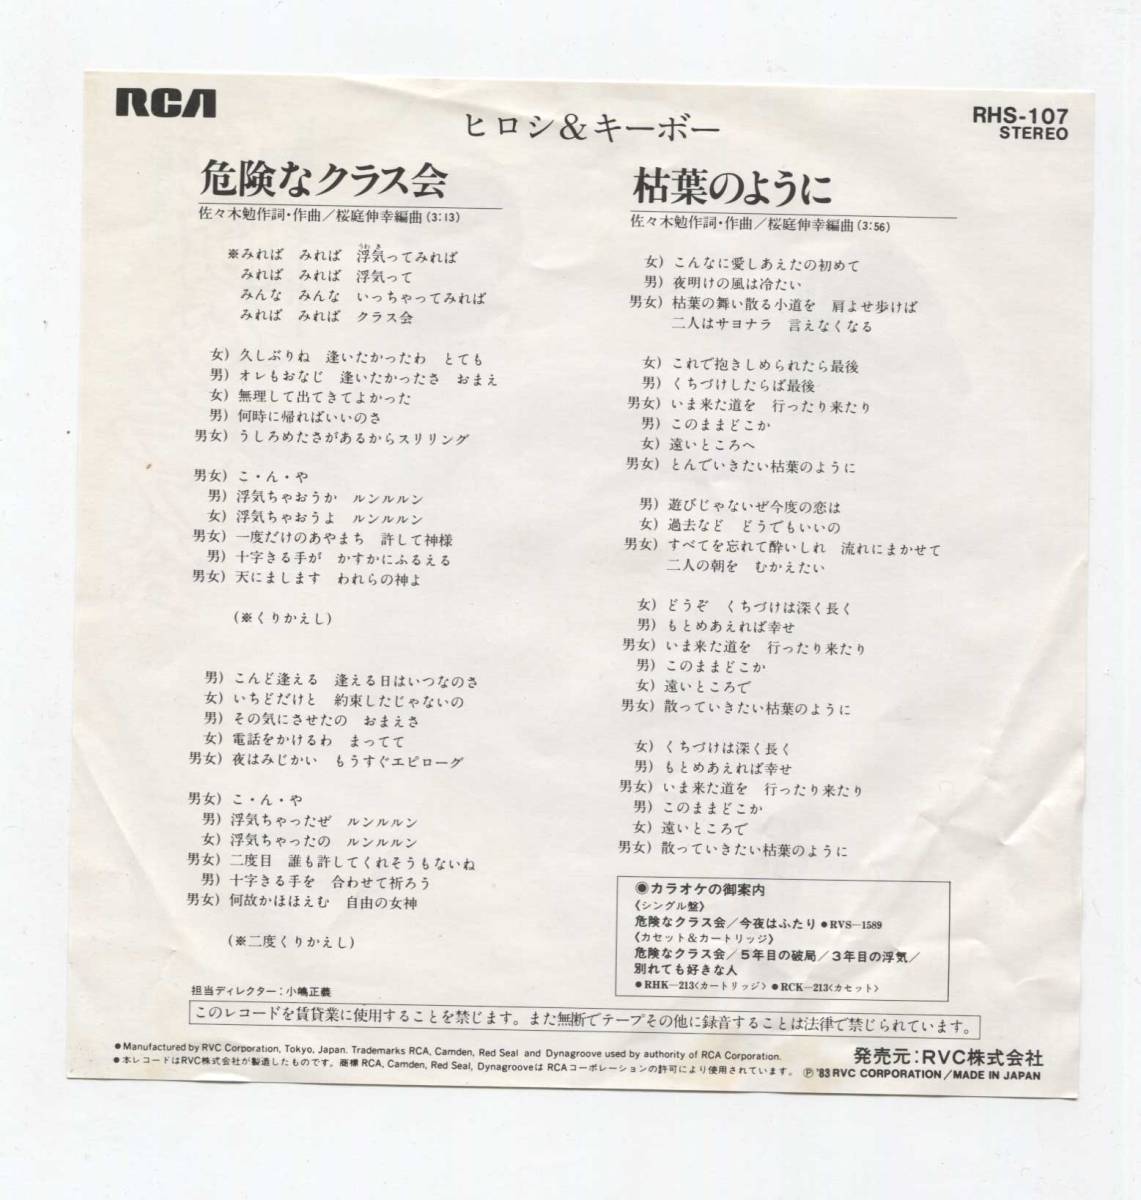 RCA
RHS-107
STEREO
ヒロシ&キーボー
危険なクラス会
佐々木勉作詞・作曲/桜庭伸幸編曲(3:13)
※みれば みれば 浮気(うわき)ってみれば
みれば みれば 浮気って
みんな みんな いっちゃってみれば
みれば みれば クラス会
女) 久しぶりね 逢いたかったわ とても
男) オレもおなじ 逢いたかったさ おまえ
女) 無理して出てきてよかった
男) 何時に帰ればいいのさ
男女) うしろめたさがあるからスリリング
男女) こ・ん・や
男) 浮気ちゃおうか ルンルルン
女) 浮気ちゃおうよ ルンルルン
男女) 一度だけのあやまち 許して神様
男) 十字きる手が かすかにふるえる
男女) 天にまします われらの神よ
(※くりかえし)
男) こんど逢える 逢える日はいつなのさ
女) いちどだけと 約束したじゃないの
男) その気にさせたの おまえさ
女) 電話をかけるわ まってて
男女) 夜はみじかい もうすぐエピローグ
男女) こ・ん・や
男) 浮気ちゃったぜ ルンルルン
女) 浮気ちゃったの ルンルルン
男女) 二度目 誰も許してくれそうもないね
男) 十字きる手を 合わせて祈ろう
男女) 何故かほほえむ 自由の女神
(※二度くりかえし)
担当ディレクター:小嶋正義
枯葉のように
佐々木勉作詞・作曲/桜庭伸幸編曲(3:56)
女) こんなに愛しあえたの初めて
男) 夜明けの風は冷たい
男女) 枯葉の舞い散る小道を 肩よせ歩けば
二人はサヨナラ 言えなくなる
女) これで抱きしめられたら最後
男) くちづけしたらば最後
男女) いま来た道を 行ったり来たり
男) このままどこか
女) 遠いところへ
男女) とんでいきたい枯葉のように
男) 遊びじゃないぜ今度の恋は
女) 過去など どうでもいいの
男女) すべてを忘れて酔いしれ 流れにまかせて
二人の朝を むかえたい
女) どうぞ くちづけは深く長く
男) もとめあえれば幸せ
男女) いま来た道を 行ったり来たり
男) このままどこか
女) 遠いところで
男女) 散っていきたい枯葉のように
女) くちづけは深く長く
男) もとめあえれば幸せ
男女) いま来た道を 行ったり来たり
男) このままどこか
女) 遠いところで
男女) 散っていきたい枯葉のように
◉カラオケの御案内
〈シングル盤〉
危険なクラス会/今夜はふたり●RVS-1589
〈カセット&カートリッジ〉
危険なクラス会/5年目の破局/3年目の浮気/
別れても好きな人
●RHK-213〈カートリッジ〉●RCK-213〈カセット〉
このレコードを賃貸業に使用することを禁じます。また無断でテープその他に録音することは法律で禁じられています。
●Manufactured by RVC Corporation, Tokyo, Japan. Trademarks RCA, Camden, Red Seal and Dynagroove used by authority of RCA Corporation.
●本レコードはRVC株式会社が製造したものです。商標RCA, Camden, Red Seal, DynagrooveはRCAコーポレーションの許可により使用されています。
発売元:RVC株式会社
Ⓟ'83 RVC CORPORATION/MADE IN JAPAN